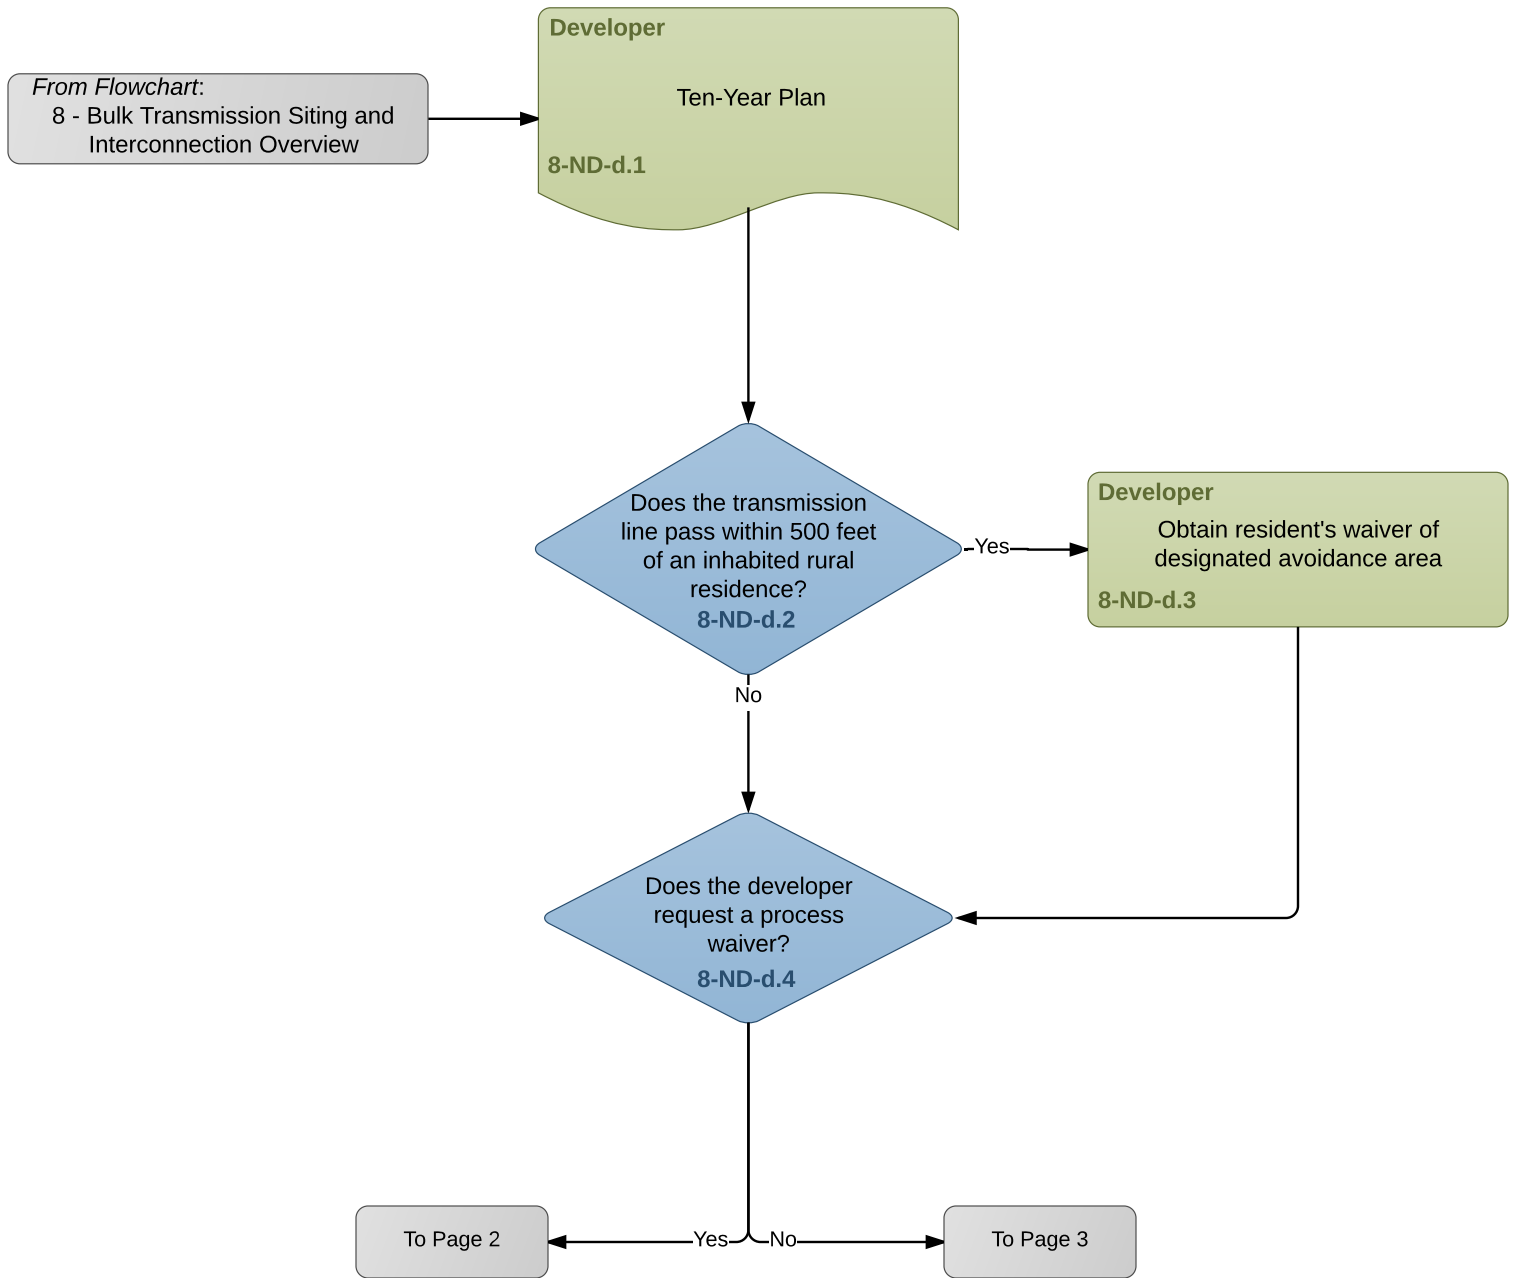 From Flowchart:
8 - Bulk Transmission Siting and
Interconnection Overview
Developer
Ten-Year Plan
8-ND-d.1
Does the transmission
line pass within 500 feet
of an inhabited rural
residence?
8-ND-d.2
Yes
Developer
Obtain resident's waiver of
designated avoidance area
8-ND-d.3
No
Does the developer
request a process
waiver?
8-ND-d.4
To Page 2
Yes
No
To Page 3